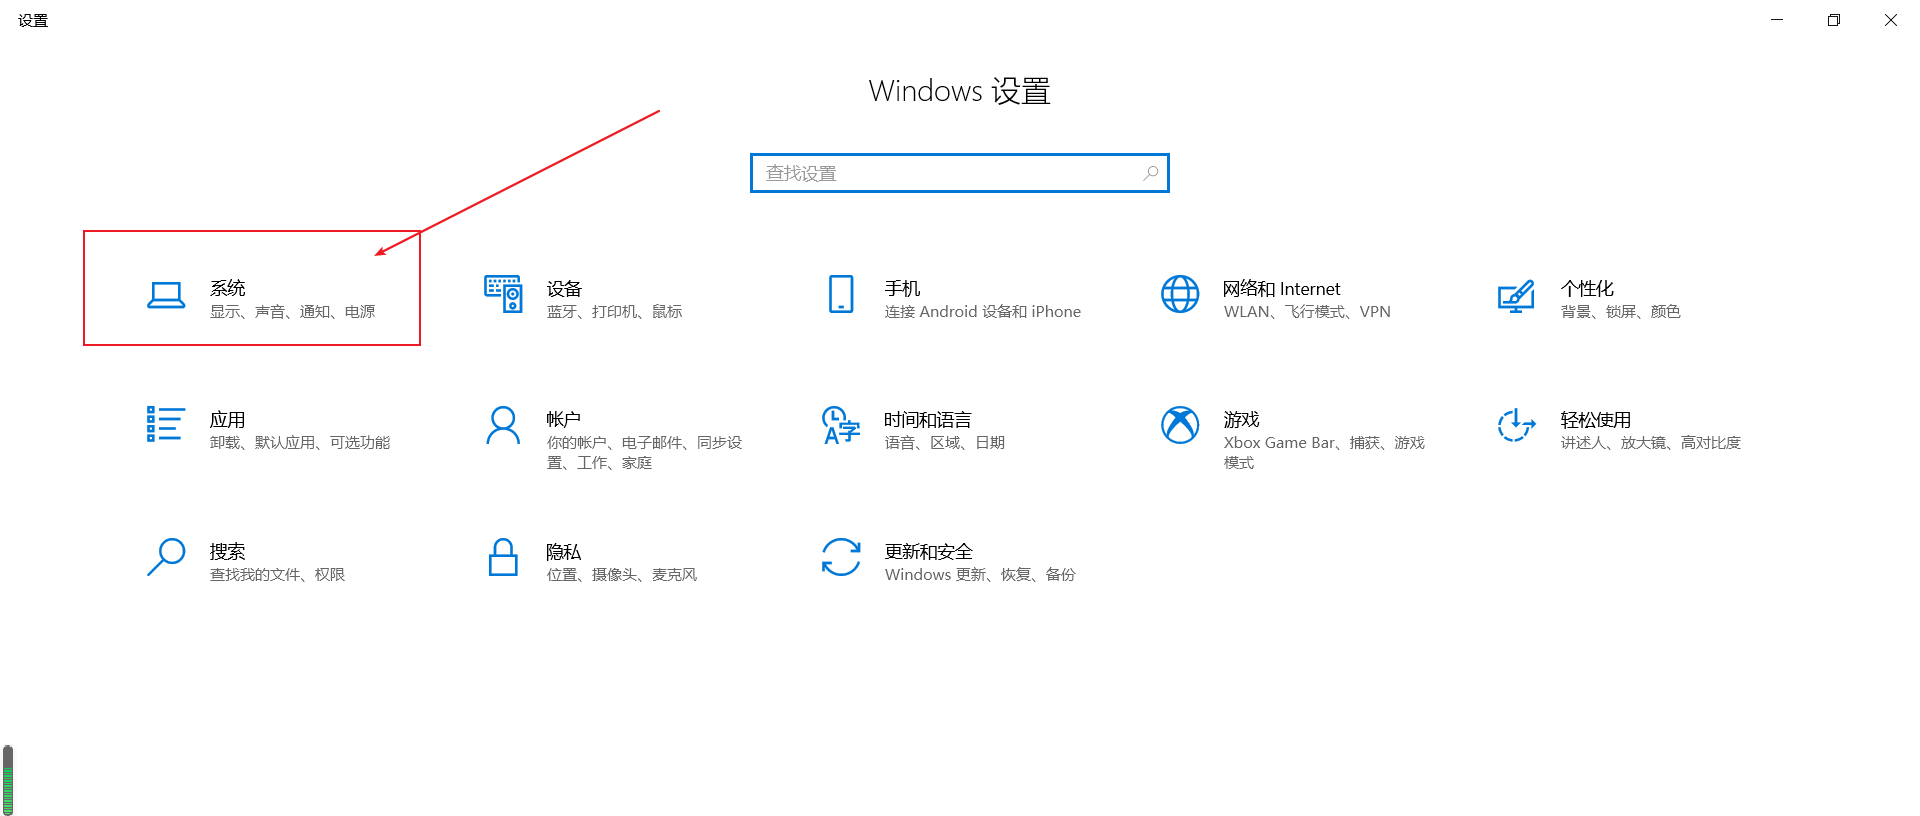 设置
Windows 设置
查找设置
系统
显示、声音、通知、电源
设备
蓝牙、打印机、鼠标
手机
连接 Android 设备和 iPhone
网络和 Internet
WLAN、飞行模式、VPN
个性化
背景、锁屏、颜色
应用
卸载、默认应用、可选功能
帐户
你的帐户、电子邮件、同步设
置、工作、家庭
时间和语言
语音、区域、日期
游戏
Xbox Game Bar、捕获、游戏
模式
轻松使用
讲述人、放大镜、高对比度
搜索
查找我的文件、权限
隐私
位置、摄像头、麦克风
更新和安全
Windows 更新、恢复、备份